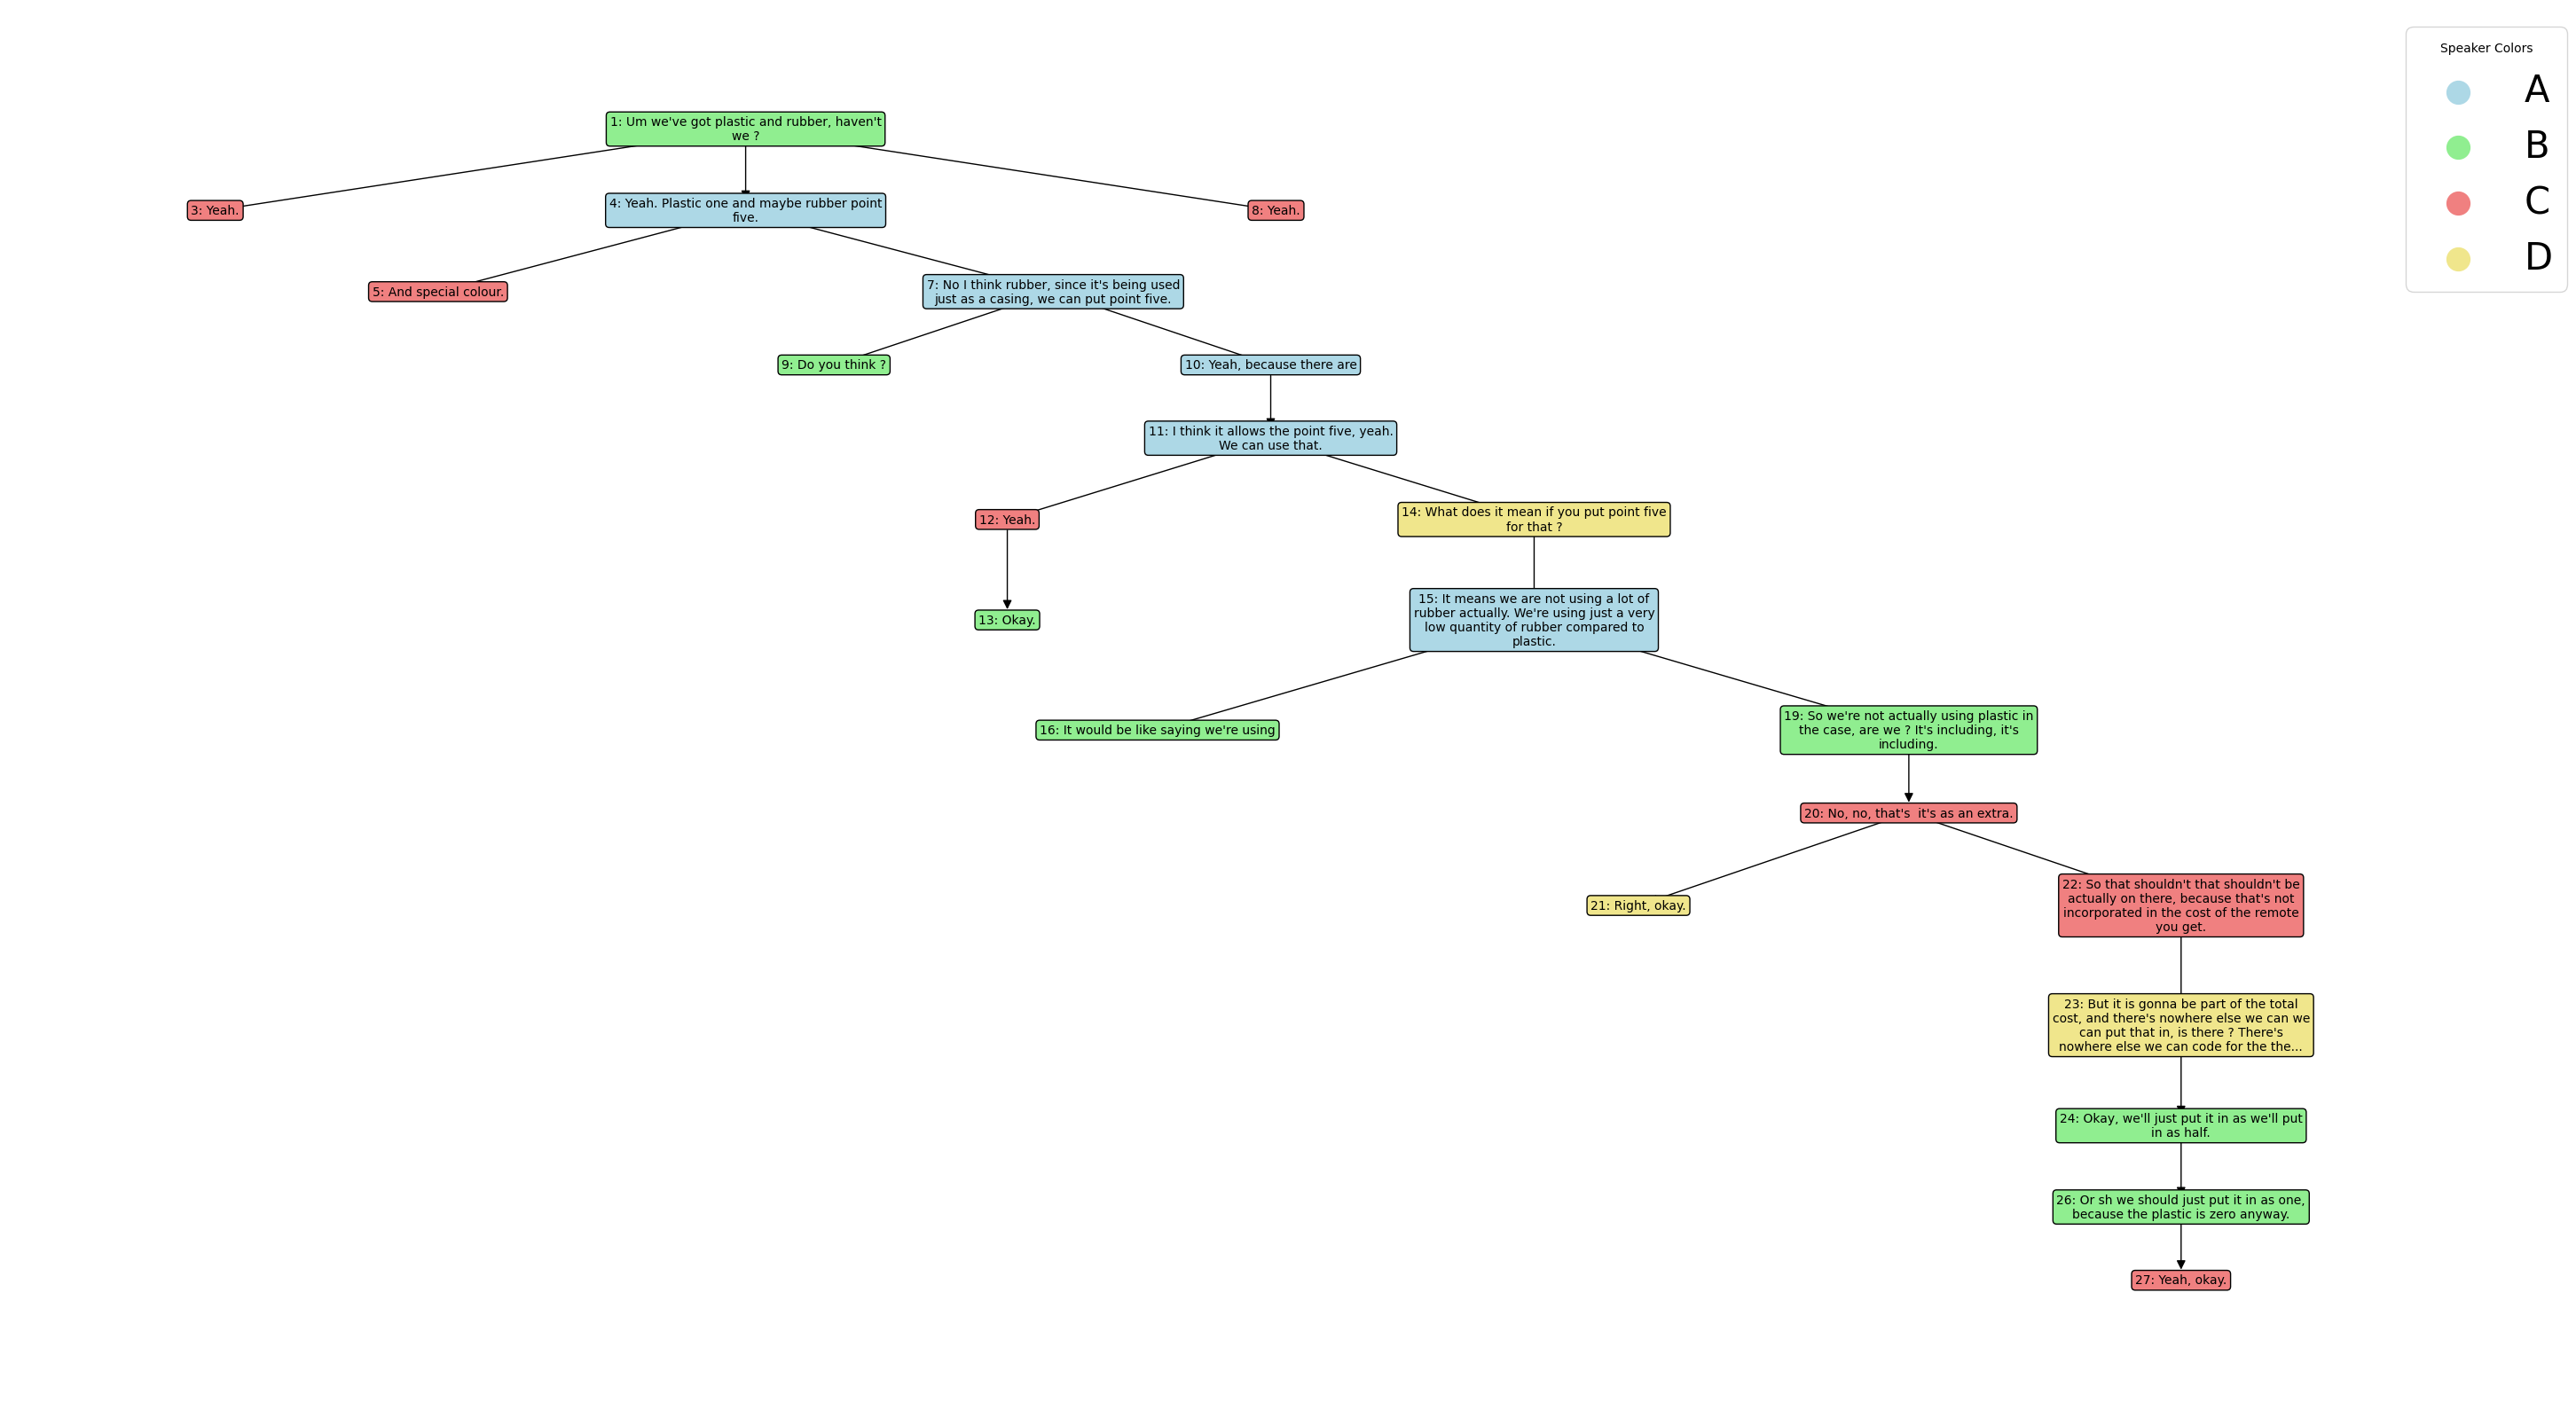 Speaker Colors
A
B
C
D
1: Um we've got plastic and rubber, haven't
we ?
3: Yeah.
4: Yeah. Plastic one and maybe rubber point
five.
8: Yeah.
5: And special colour.
7: No I think rubber, since it's being used
just as a casing, we can put point five.
9: Do you think ?
10: Yeah, because there are
11: I think it allows the point five, yeah.
We can use that.
12: Yeah.
14: What does it mean if you put point five
for that ?
13: Okay.
15: It means we are not using a lot of
rubber actually. We're using just a very
low quantity of rubber compared to
plastic.
16: It would be like saying we're using
19: So we're not actually using plastic in
the case, are we ? It's including, it's
including.
20: No, no, that's  it's as an extra.
21: Right, okay.
22: So that shouldn't that shouldn't be
actually on there, because that's not
incorporated in the cost of the remote
you get.
23: But it is gonna be part of the total
cost, and there's nowhere else we can we
can put that in, is there ? There's
nowhere else we can code for the the...
24: Okay, we'll just put it in as we'll put
in as half.
26: Or sh we should just put it in as one,
because the plastic is zero anyway.
27: Yeah, okay.